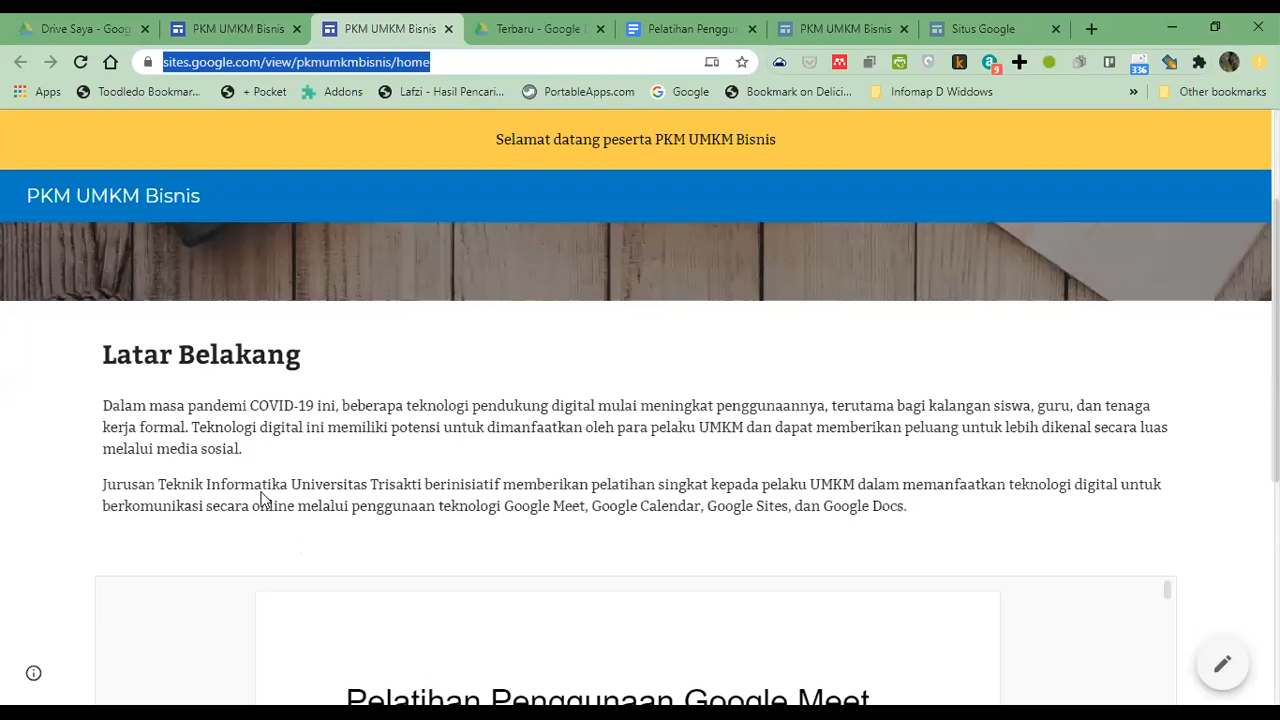 Drive Saya - Goog
PKM UMKM Bisnis
PKM UMKM Bisnis
Terbaru - Google D
Pelatihan Penggu
PKM UMKM Bisnis
Situs Google
sites.google.com/view/pkmumkmbisnis/home
9
336
Apps
Toodledo Bookmar...
+ Pocket
Addons
Lafzi - Hasil Pencari...
PortableApps.com
Google
Bookmark on Delici...
Infomap D Widdows
»
Other bookmarks
Selamat datang peserta PKM UMKM Bisnis
PKM UMKM Bisnis
Latar Belakang
Dalam masa pandemi COVID-19 ini, beberapa teknologi pendukung digital mulai meningkat penggunaannya, terutama bagi kalangan siswa, guru, dan tenaga
kerja formal. Teknologi digital ini memiliki potensi untuk dimanfaatkan oleh para pelaku UMKM dan dapat memberikan peluang untuk lebih dikenal secara luas
melalui media sosial.
Jurusan Teknik Informatika Universitas Trisakti berinisiatif memberikan pelatihan singkat kepada pelaku UMKM dalam memanfaatkan teknologi digital untuk
berkomunikasi secara online melalui penggunaan teknologi Google Meet, Google Calendar, Google Sites, dan Google Docs.
Pelatihan Penggunaan Google Meet